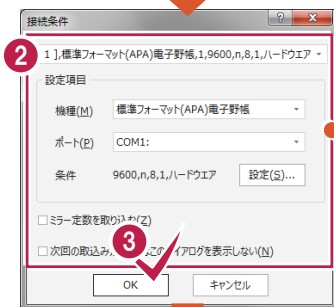 接続条件
?
2
1 ],標準フォーマット(APA)電子野帳,1,9600,n,8,1,ハードウエア
設定項目
機種(M)
標準フォーマット(APA)電子野帳
ポート(P)
COM1:
条件
9600,n,8,1,ハードウエア
設定(S)...
ミラー定数を取り込む(Z)
3
次回の取込み
このダイアログを表示しない(N)
OK
キャンセル